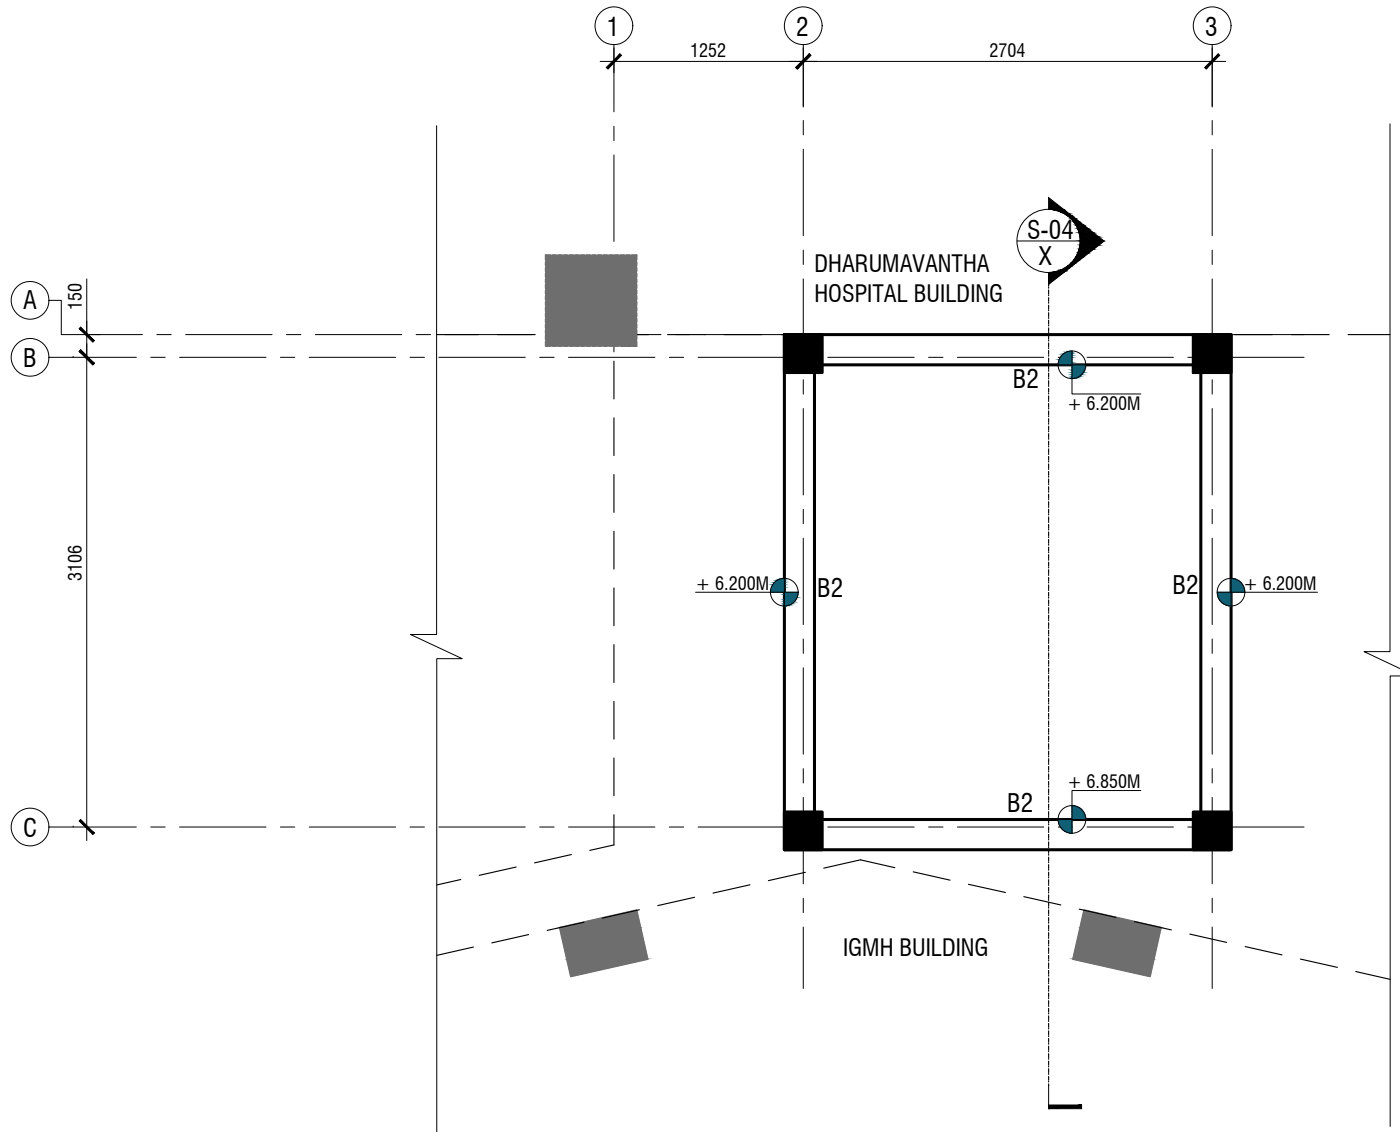 1
2
3
1252
2704
S-04
X
DHARUMAVANTHA
HOSPITAL BUILDING
A
150
B
B2
+ 6.200M
3106
+ 6.200M
B2
B2
+ 6.200M
+ 6.850M
B2
C
IGMH BUILDING